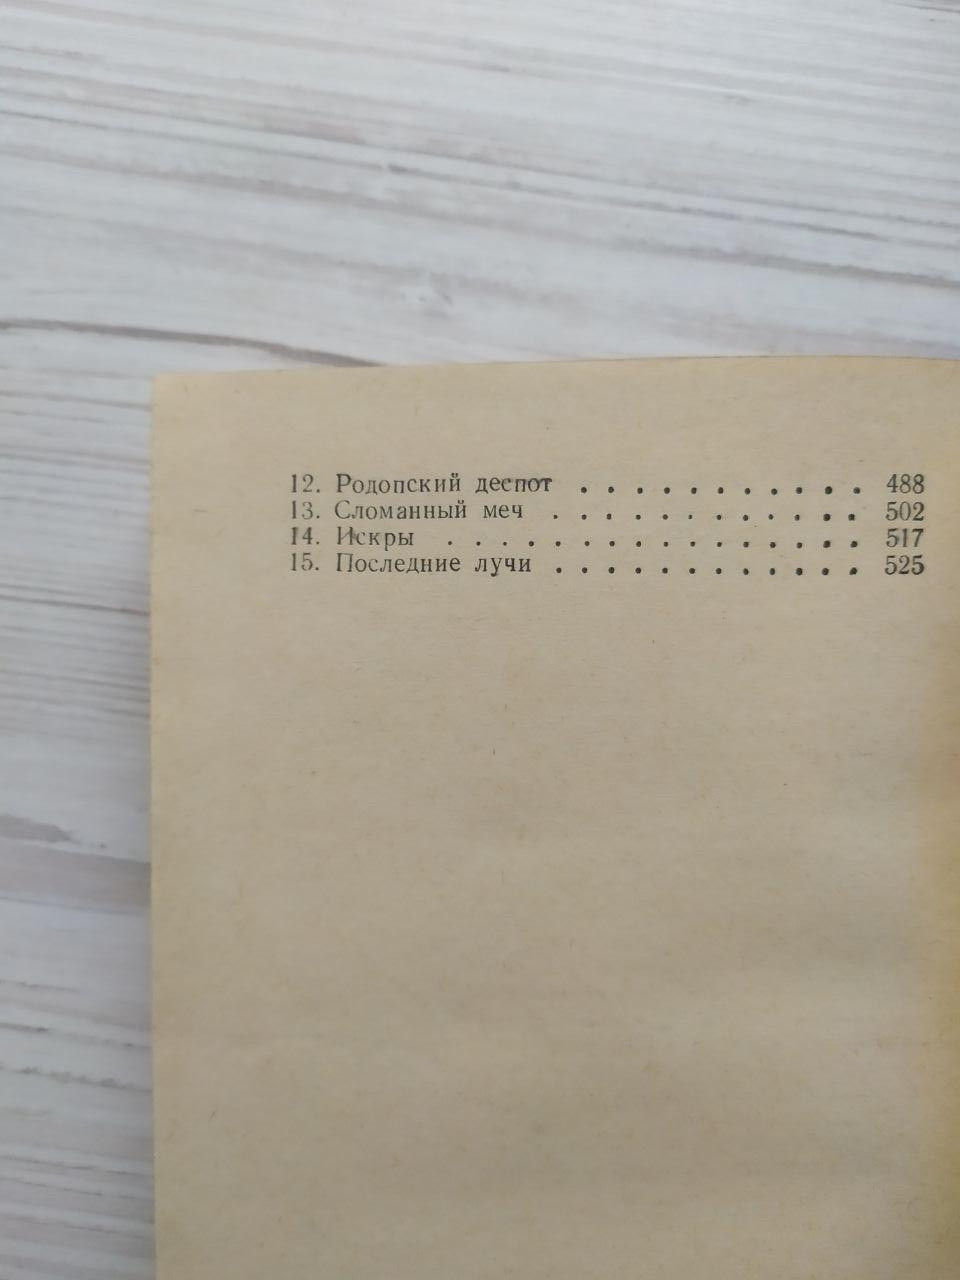 12. Родопский деспот . . . . . . . . . . . 488
13. Сломанный меч . . . . . . . . . . . . 502
14. Искры . . . . . . . . . . . . . . . . 517
15. Последние лучи . . . . . . . . . . . . 525